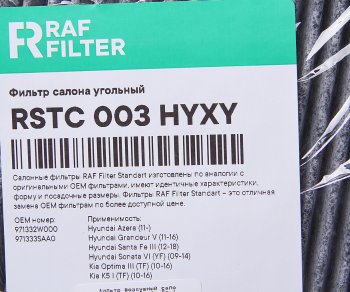 RAF
FILTER
RAF
FILTER
Фильтр салона угольный
RSTC 003 HYXY
Салонные фильтры RAF Filter Standart изготовлены по аналогии с
оригинальными OEM фильтрами, имеют идентичные характеристики,
форму и посадочные размеры. Фильтры RAF Filter Standart – это отличная
замена OEM фильтрам по более доступной цене.
OEM номер:
971332W000
971333SAA0
Применимость:
Hyundai Azera (11-)
Hyundai Grandeur V (11-16)
Hyundai Santa Fe III (12-18)
Hyundai Sonata VI (YF) (09-14)
Kia Optima III (TF) (10-16)
Kia K5 I (TF) (10-16)